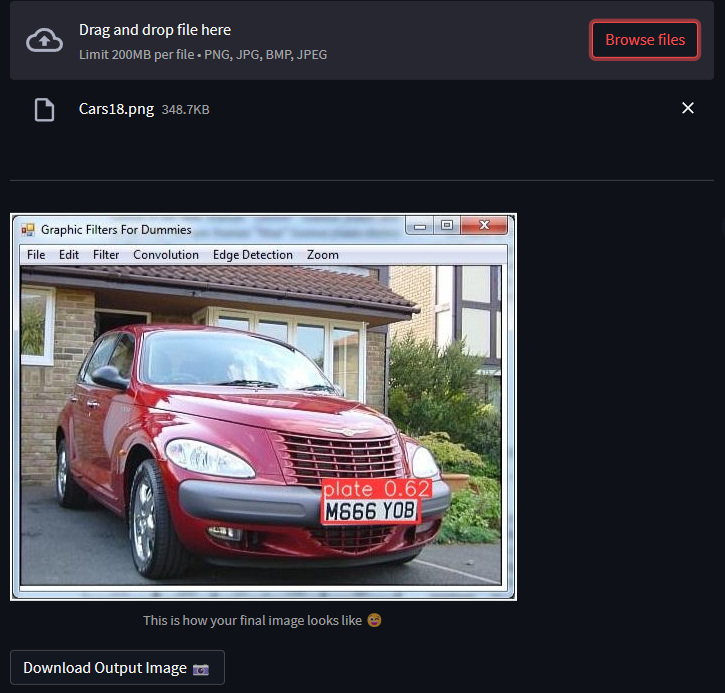 Drag and drop file here
Limit 200MB per file • PNG, JPG, BMP, JPEG
Browse files
Cars18.png 348.7KB
Graphic Filters For Dummies
File Edit Filter Convolution Edge Detection Zoom
plate 0.62
M666 YOB
This is how your final image looks like 🤩
Download Output Image 📷